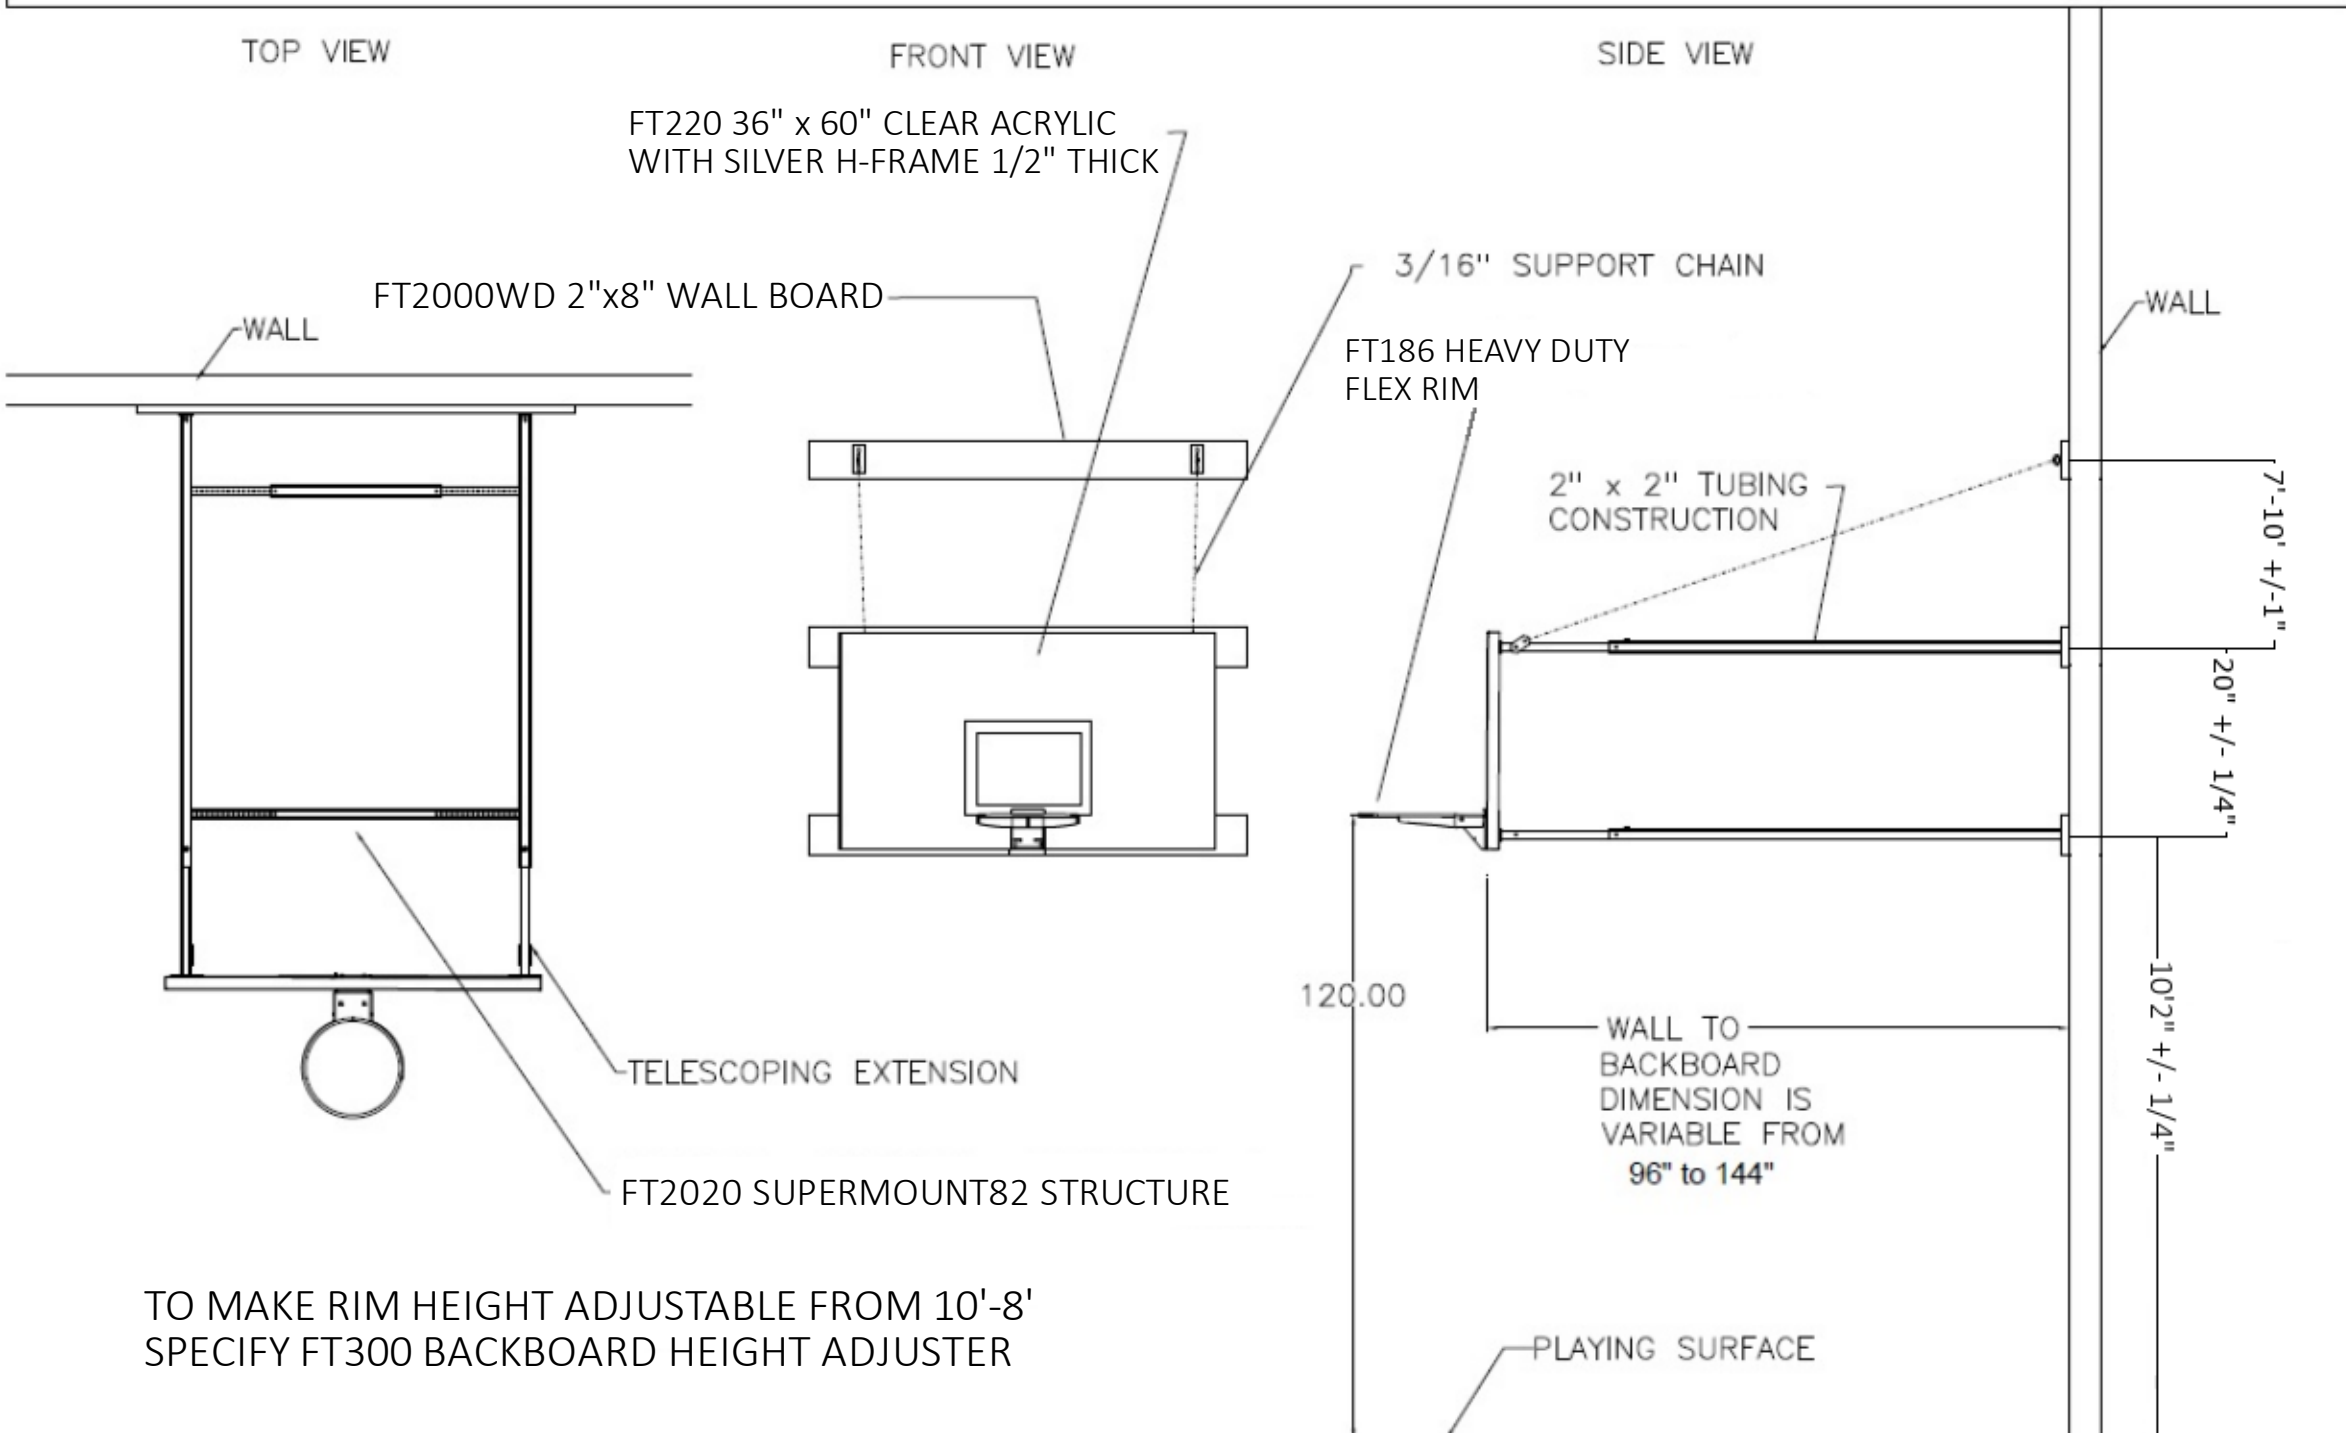 TOP VIEW
FRONT VIEW
SIDE VIEW
FT220 36" x 60" CLEAR ACRYLIC
WITH SILVER H-FRAME 1/2" THICK
3/16" SUPPORT CHAIN
FT2000WD 2"x8" WALL BOARD
WALL
WALL
FT186 HEAVY DUTY
FLEX RIM
2" x 2" TUBING
CONSTRUCTION
7'-10' +/-1"
20" +/- 1/4"
10'2" +/- 1/4"
120.00
WALL TO
BACKBOARD
DIMENSION IS
VARIABLE FROM
96" to 144"
TELESCOPING EXTENSION
FT2020 SUPERMOUNT82 STRUCTURE
TO MAKE RIM HEIGHT ADJUSTABLE FROM 10'-8'
SPECIFY FT300 BACKBOARD HEIGHT ADJUSTER
PLAYING SURFACE